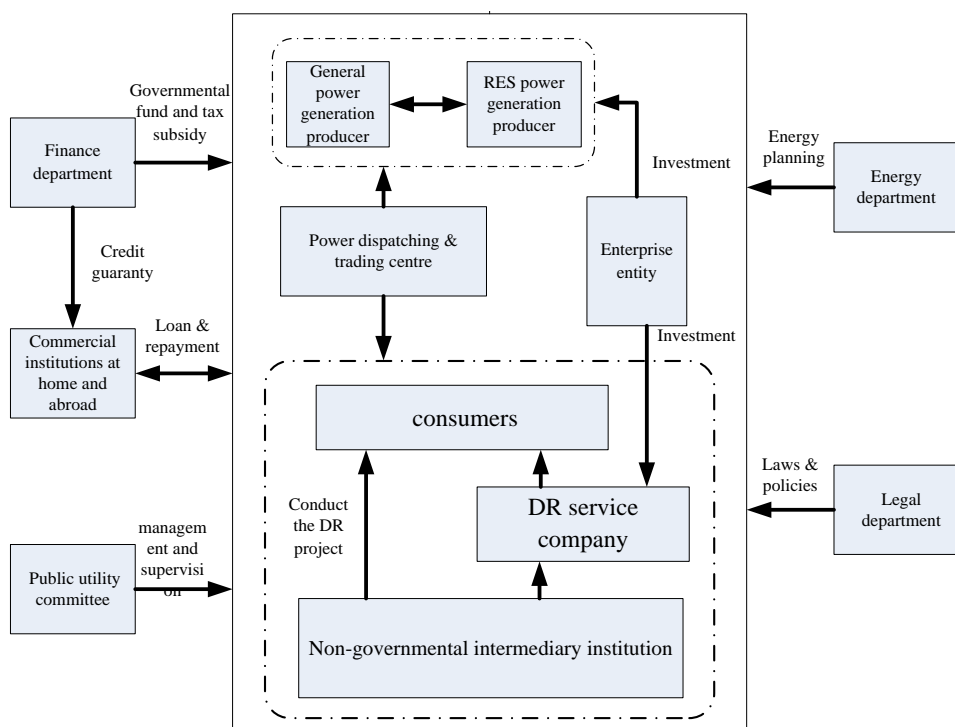 Governmental
fund and tax
subsidy
Finance
department
Credit
guaranty
Commercial
institutions at
home and
abroad
Loan &
repayment
managem
ent and
supervisi
on
Public utility
committee
General
power
generation
producer
RES power
generation
producer
Investment
Power dispatching &
trading centre
Enterprise
entity
Investment
consumers
Conduct
the DR
project
DR service
company
Non-governmental intermediary institution
Energy
planning
Energy
department
Laws &
policies
Legal
department